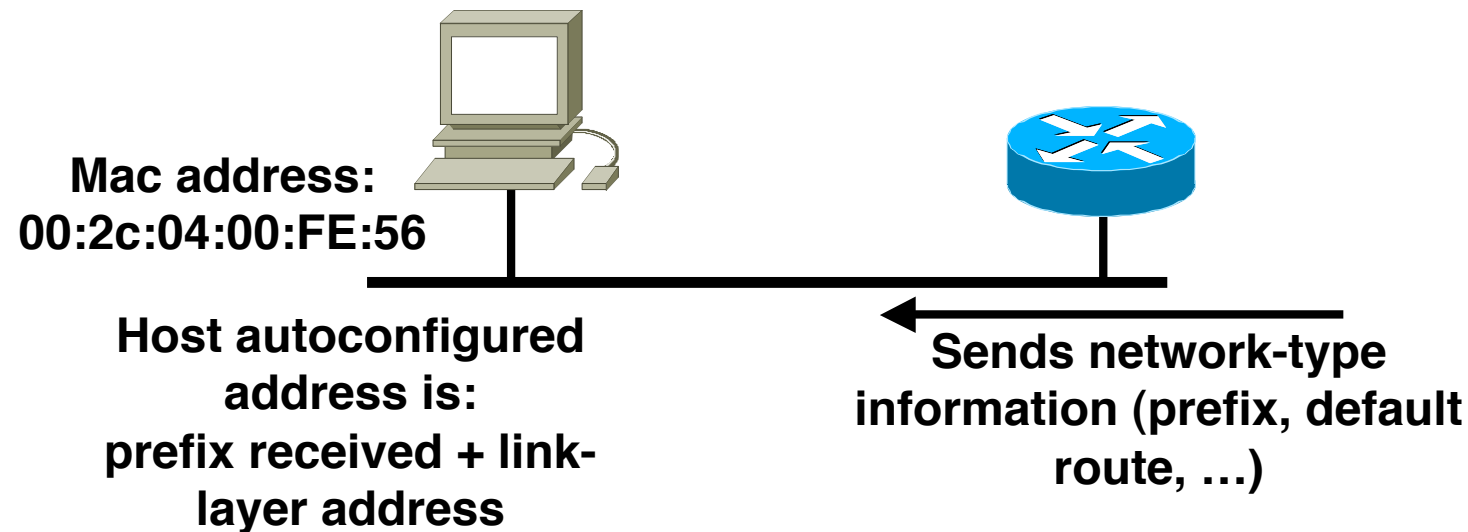 Mac address:
00:2c:04:00:FE:56
Host autoconfigured
address is:
prefix received + link-
layer address
Sends network-type
information (prefix, default
route, …)